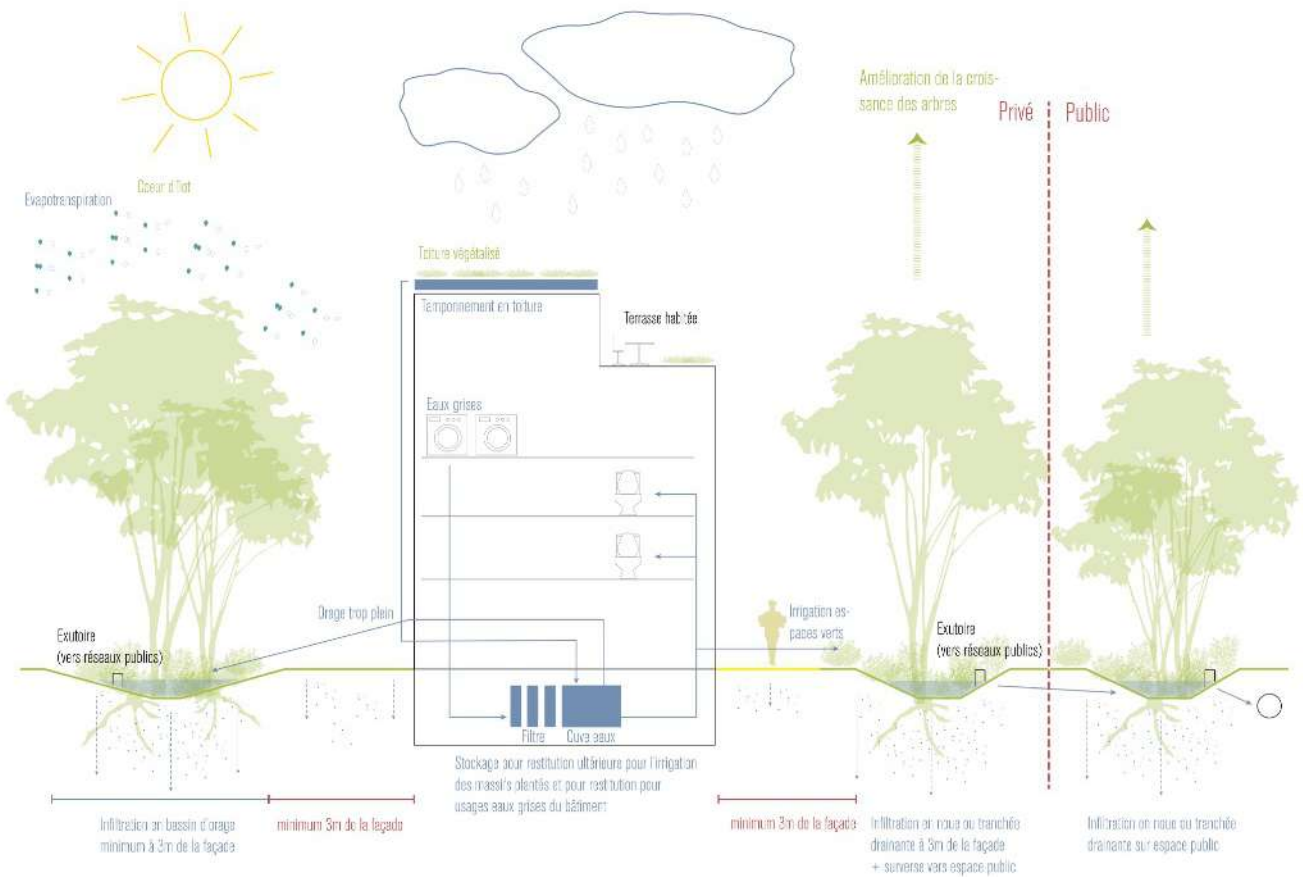 Amélioration de la crois-
sance des arbres
Privé
Public
Coeur d'îlot
Evapotranspiration
Toiture végétalisé
Tamponnement en toiture
Terrasse habitée
Eaux grises
Orage trop plein
Irrigation es-
paces verts
Exutoire
(vers réseaux publics)
Exutoire
(vers réseaux publics)
Filtre
Cuve eaux
Stockage pour restitution ultérieure pour l'irrigation
des massifs plantés et pour restitution pour
usages eaux grises du bâtiment
Infiltration en bassin d'orage
minimum à 3m de la façade
minimum 3m de la façade
minimum 3m de la façade
Infiltration en noue ou tranchée
drainante à 3m de la façade
+ surverse vers espace public
Infiltration en noue ou tranchée
drainante sur espace public